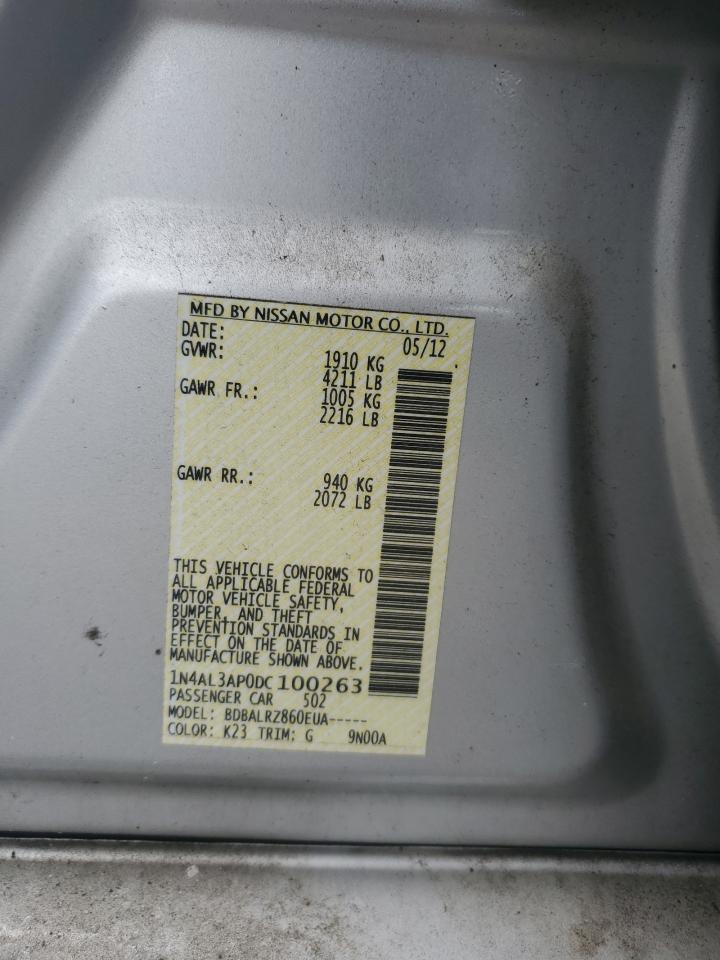 MFD BY NISSAN MOTOR CO., LTD.
DATE: 05/12
GVWR: 1910 KG
4211 LB
GAWR FR.: 1005 KG
2216 LB
GAWR RR.: 940 KG
2072 LB
THIS VEHICLE CONFORMS TO
ALL APPLICABLE FEDERAL
MOTOR VEHICLE SAFETY,
BUMPER, AND THEFT
PREVENTION STANDARDS IN
EFFECT ON THE DATE OF
MANUFACTURE SHOWN ABOVE.
1N4AL3AP0DC100263
PASSENGER CAR 502
MODEL: BDBALRZ860EUA-----
COLOR: K23 TRIM: G 9N00A